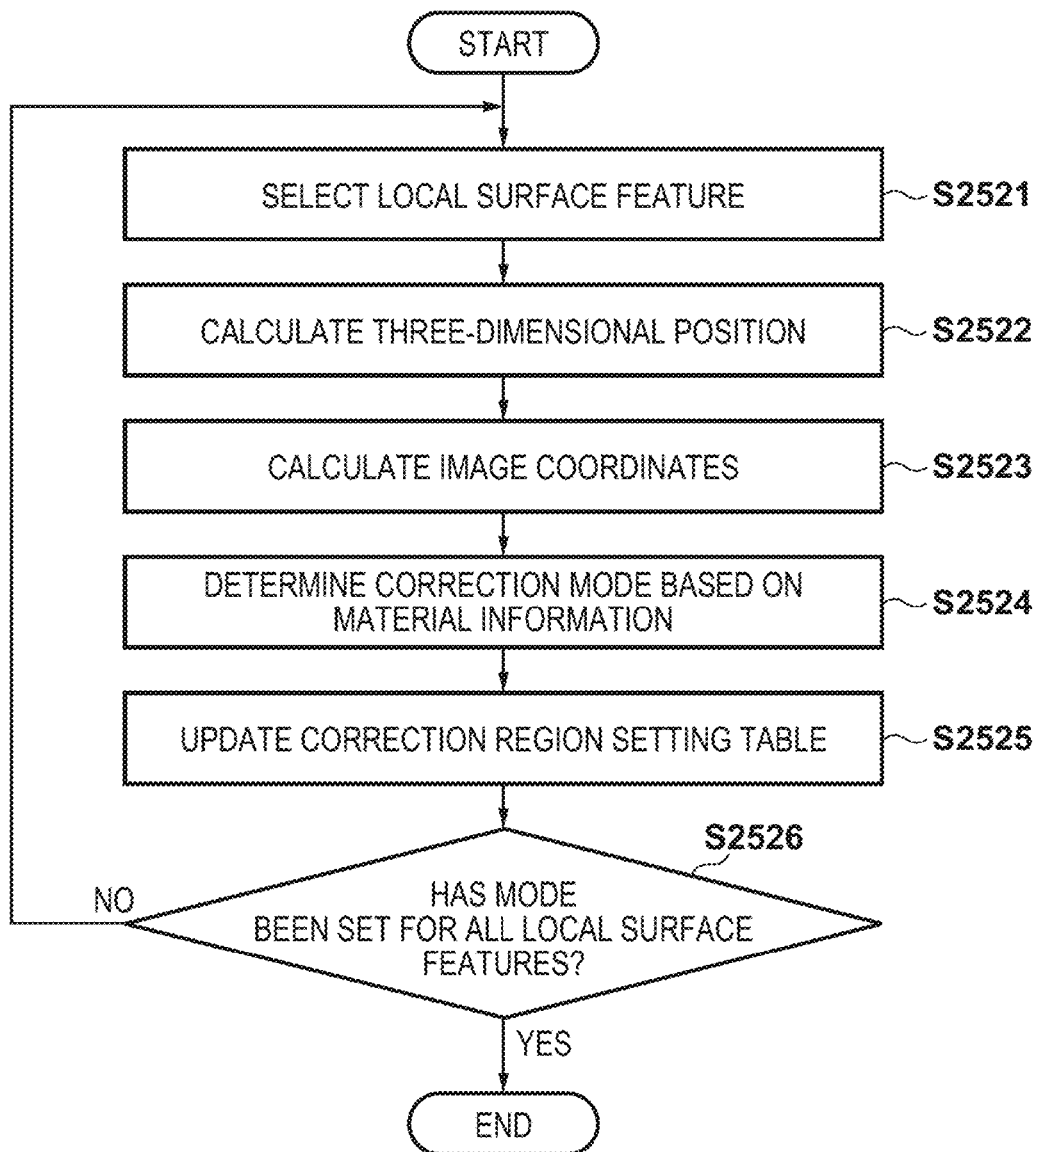 START
SELECT LOCAL SURFACE FEATURE
S2521
CALCULATE THREE-DIMENSIONAL POSITION
S2522
CALCULATE IMAGE COORDINATES
S2523
DETERMINE CORRECTION MODE BASED ON
MATERIAL INFORMATION
S2524
UPDATE CORRECTION REGION SETTING TABLE
S2525
S2526
NO
HAS MODE
BEEN SET FOR ALL LOCAL SURFACE
FEATURES?
YES
END